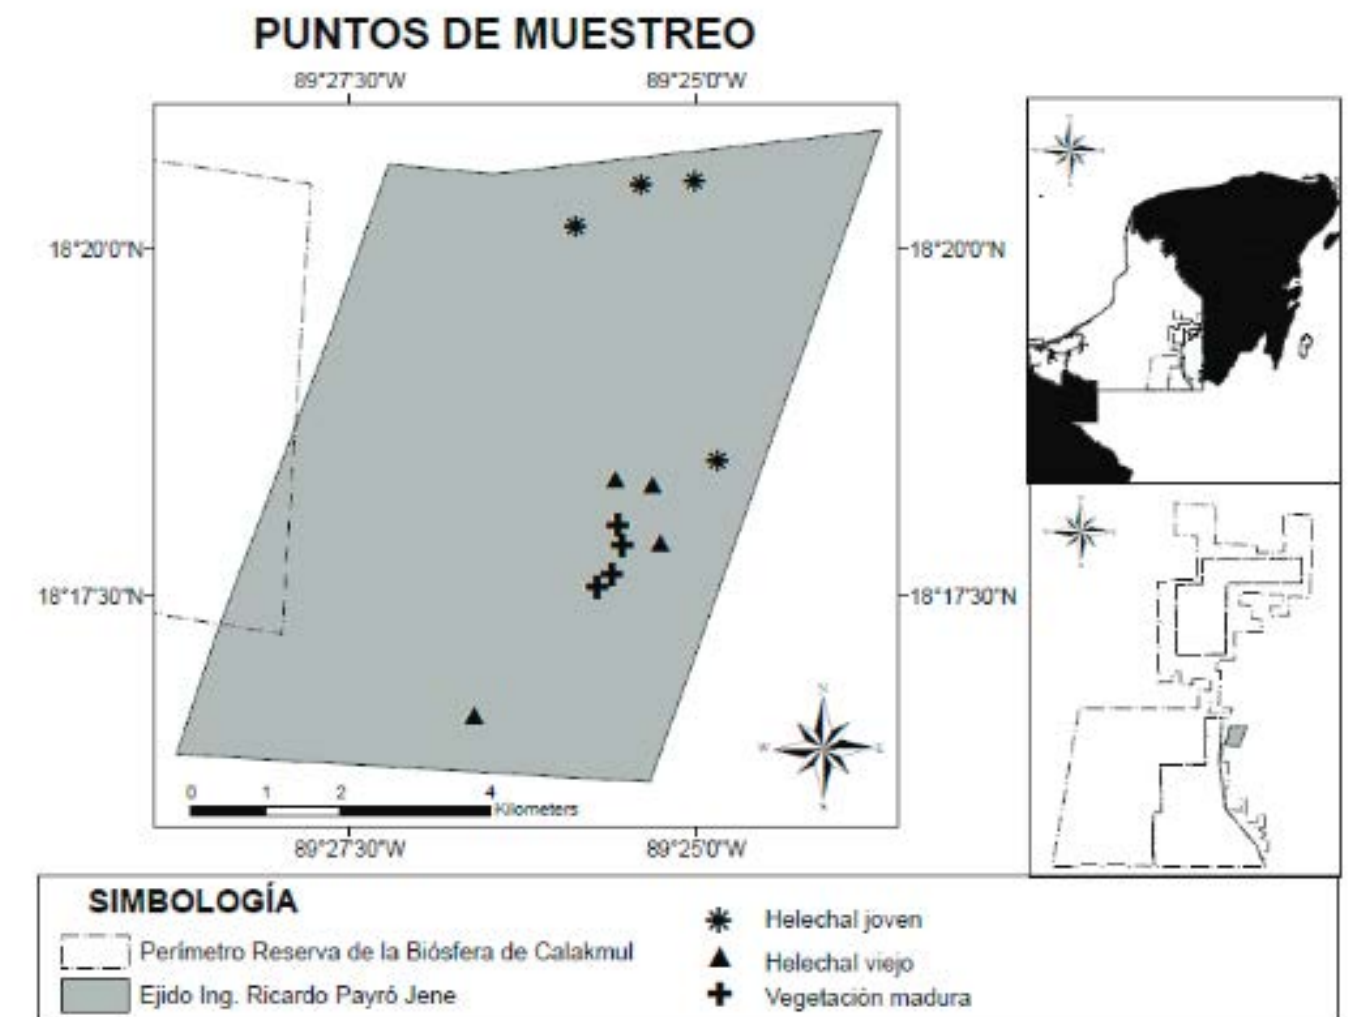 PUNTOS DE MUESTREO
89°27'30"W 89°25'0"W
18°20'0"N 18°20'0"N
18°17'30"N 18°17'30"N
N
W E
S
0 1 2 4
Kilometers
89°27'30"W 89°25'0"W
SIMBOLOGÍA
Perímetro Reserva de la Biósfera de Calakmul
Ejido Ing. Ricardo Payró Jene
Helechal joven
Helechal viejo
Vegetación madura